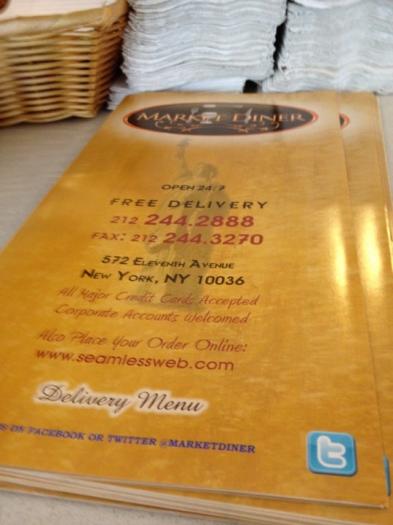 MARKET DINER
OPEN 24/7
FREE DELIVERY
212 244.2888
FAX: 212 244.3270
572 ELEVENTH AVENUE
NEW YORK, NY 10036
All Major Credit Cards Accepted
Corporate Accounts Welcomed
Also Place Your Order Online:
www.seamlessweb.com
Delivery Menu
ON FACEBOOK OR TWITTER @MARKETDINER